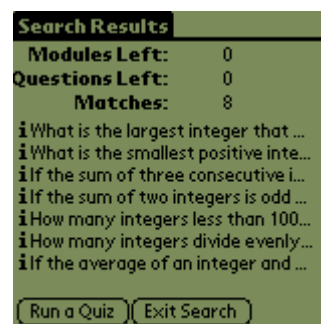 Search Results
Modules Left: 0
Questions Left: 0
Matches: 8
i What is the largest integer that ...
i What is the smallest positive inte...
i If the sum of three consecutive i...
i If the sum of two integers is odd ...
i How many integers less than 100...
i How many integers divide evenly...
i If the average of an integer and ...
Run a Quiz Exit Search